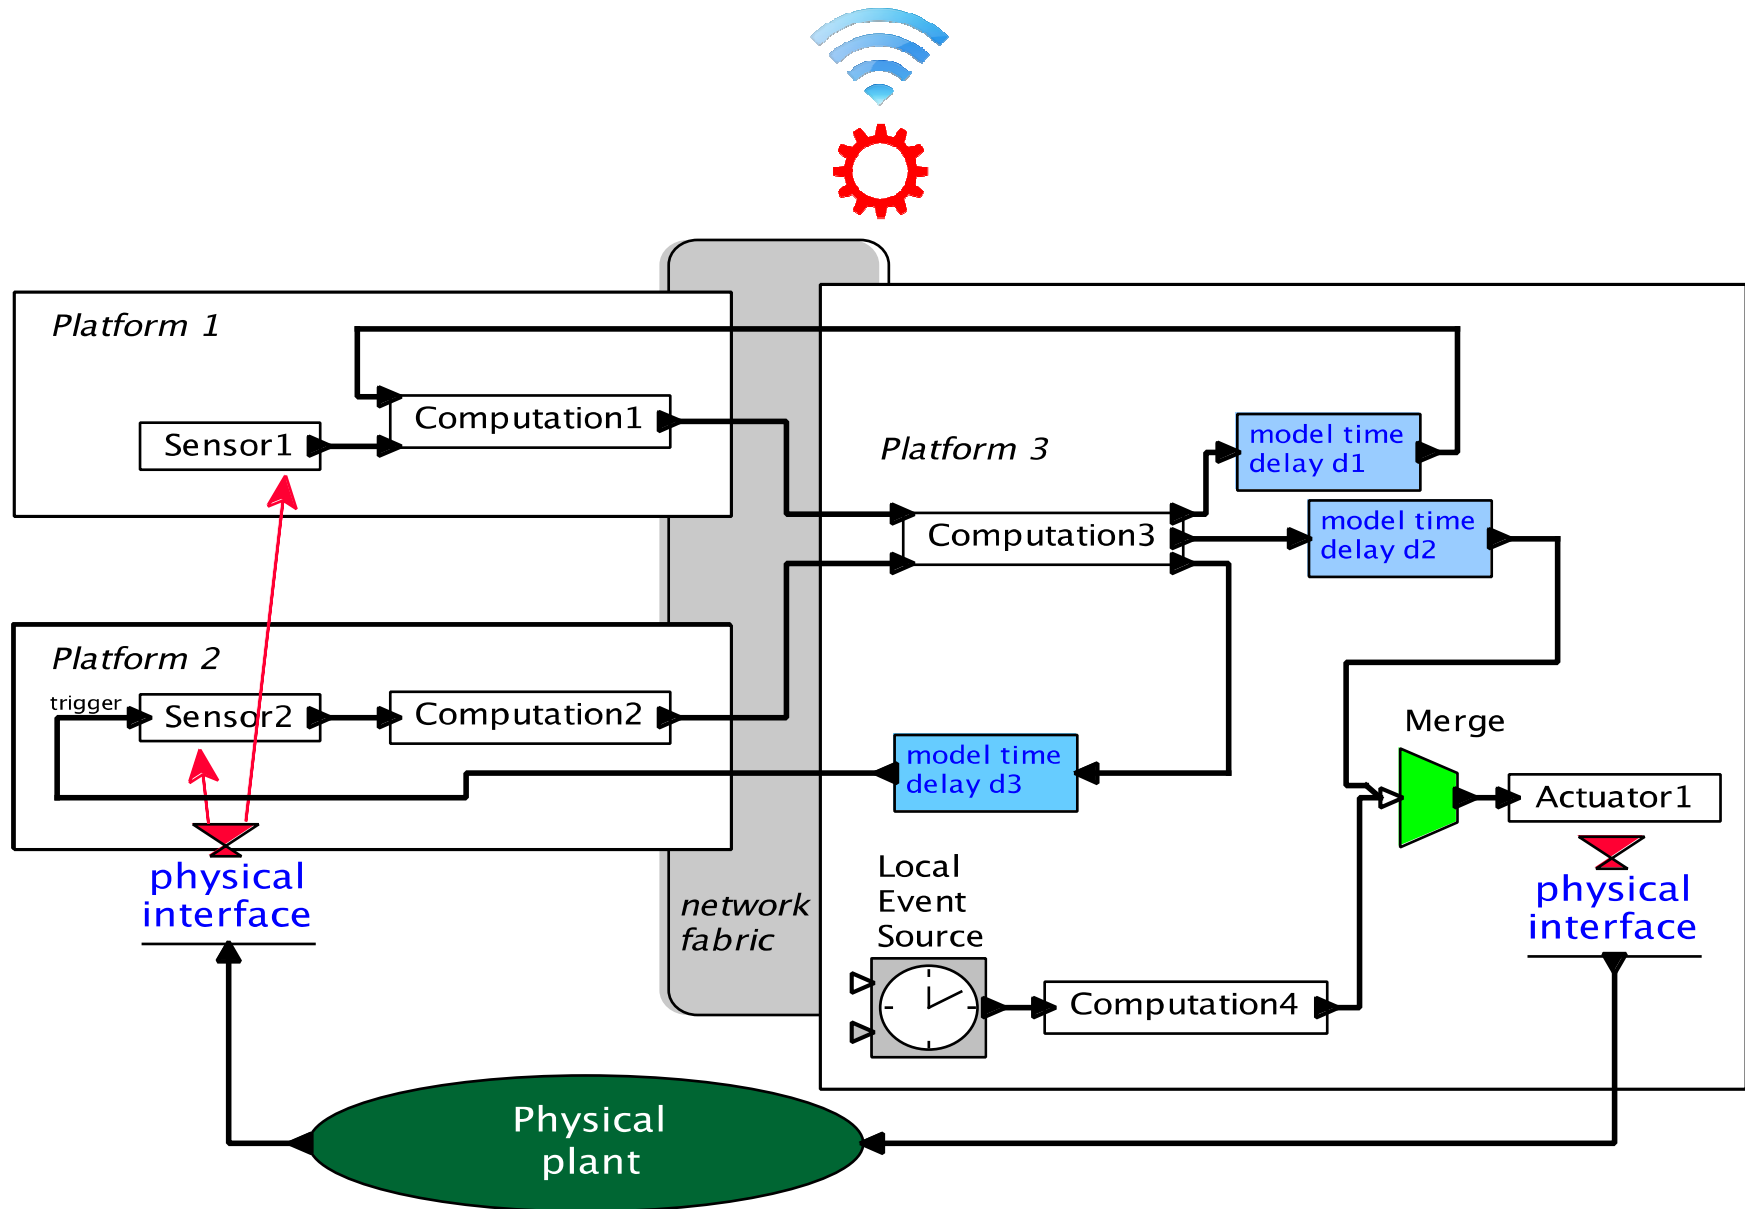 Platform 1
Computation1
Sensor1
model time
delay d1
Platform 3
model time
delay d2
Computation3
Platform 2
trigger
Sensor2
Computation2
Merge
model time
delay d3
Actuator1
physical
interface
network
fabric
Local
Event
Source
physical
interface
Computation4
Physical
plant